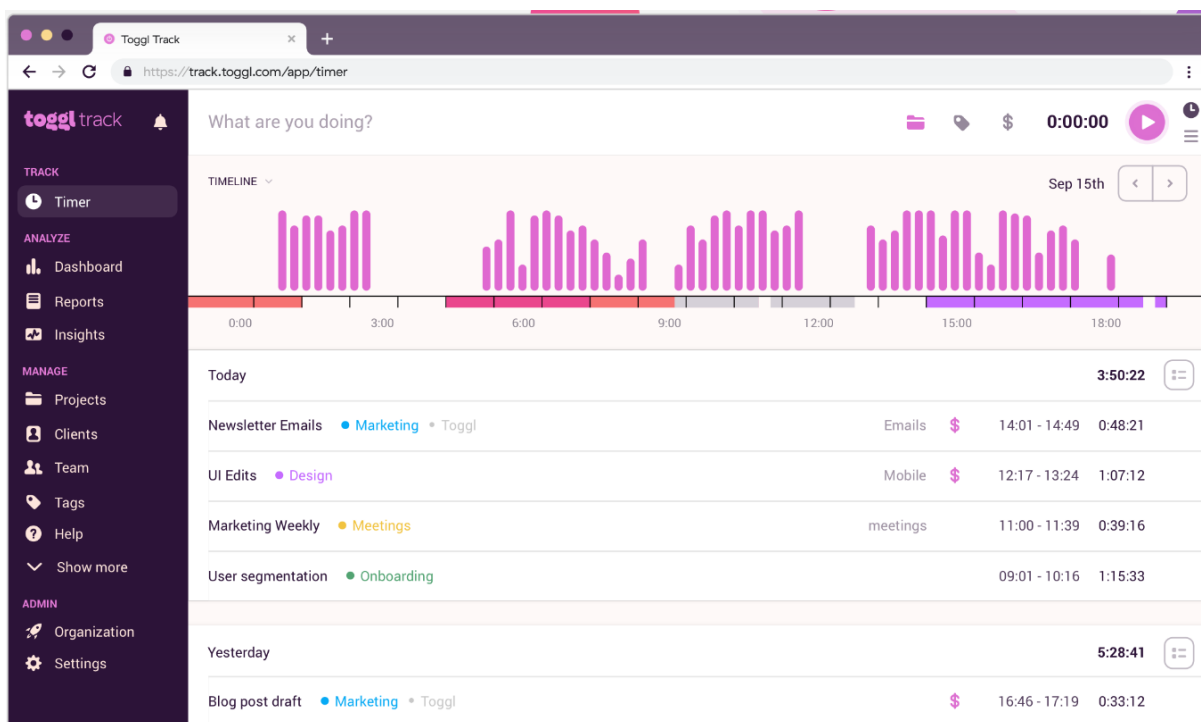 Toggl Track
https://track.toggl.com/app/timer
toggl track
What are you doing?
$
0:00:00
TRACK
Timer
TIMELINE
Sep 15th
ANALYZE
Dashboard
Reports
Insights
0:00 3:00 6:00 9:00 12:00 15:00 18:00
MANAGE
Projects
Clients
Team
Tags
Help
Show more
ADMIN
Organization
Settings
Today 3:50:22
Newsletter Emails • Marketing • Toggl Emails $ 14:01 - 14:49 0:48:21
UI Edits • Design Mobile $ 12:17 - 13:24 1:07:12
Marketing Weekly • Meetings meetings 11:00 - 11:39 0:39:16
User segmentation • Onboarding 09:01 - 10:16 1:15:33
Yesterday 5:28:41
Blog post draft • Marketing • Toggl $ 16:46 - 17:19 0:33:12